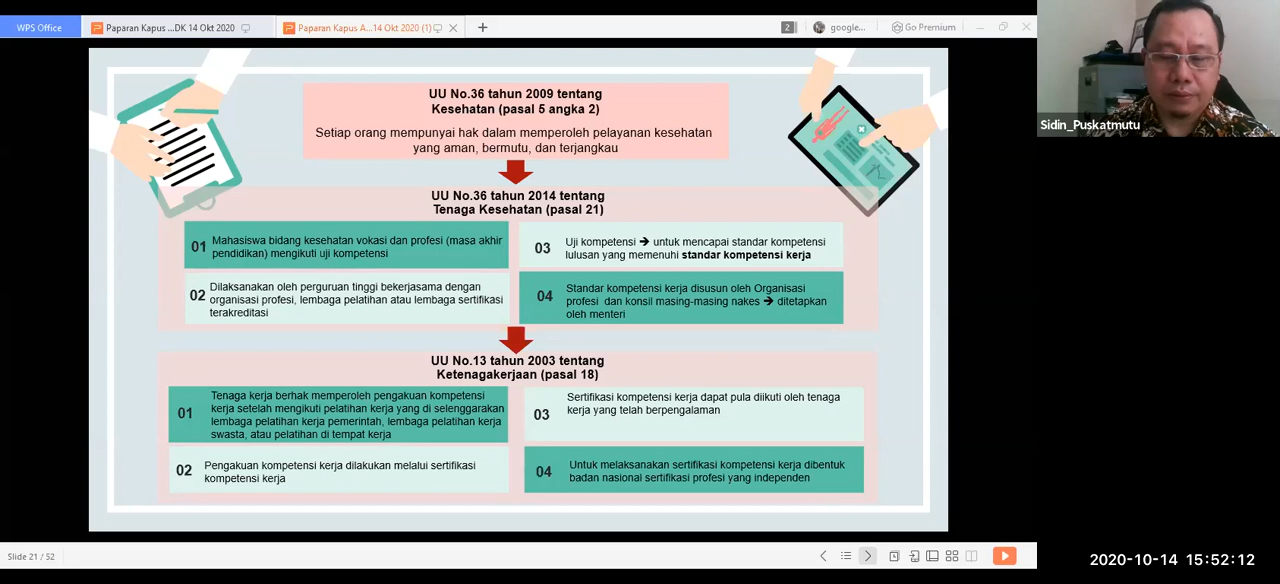 WPS Office
Paparan Kapus ...DK 14 Okt 2020
Paparan Kapus A...14 Okt 2020 (1)
2
google...
Go Premium
Sidin_Puskatmutu
UU No.36 tahun 2009 tentang
Kesehatan (pasal 5 angka 2)
Setiap orang mempunyai hak dalam memperoleh pelayanan kesehatan
yang aman, bermutu, dan terjangkau
UU No.36 tahun 2014 tentang
Tenaga Kesehatan (pasal 21)
01
Mahasiswa bidang kesehatan vokasi dan profesi (masa akhir
pendidikan) mengikuti uji kompetensi
02
Dilaksanakan oleh perguruan tinggi bekerjasama dengan
organisasi profesi, lembaga pelatihan atau lembaga sertifikasi
terakreditasi
03
Uji kompetensi ➔ untuk mencapai standar kompetensi
lulusan yang memenuhi standar kompetensi kerja
04
Standar kompetensi kerja disusun oleh Organisasi
profesi dan konsil masing-masing nakes ➔ ditetapkan
oleh menteri
UU No.13 tahun 2003 tentang
Ketenagakerjaan (pasal 18)
01
Tenaga kerja berhak memperoleh pengakuan kompetensi
kerja setelah mengikuti pelatihan kerja yang di selenggarakan
lembaga pelatihan kerja pemerintah, lembaga pelatihan kerja
swasta, atau pelatihan di tempat kerja
02
Pengakuan kompetensi kerja dilakukan melalui sertifikasi
kompetensi kerja
03
Sertifikasi kompetensi kerja dapat pula diikuti oleh tenaga
kerja yang telah berpengalaman
04
Untuk melaksanakan sertifikasi kompetensi kerja dibentuk
badan nasional sertifikasi profesi yang independen
Slide 21 / 52
2020-10-14 15:52:12